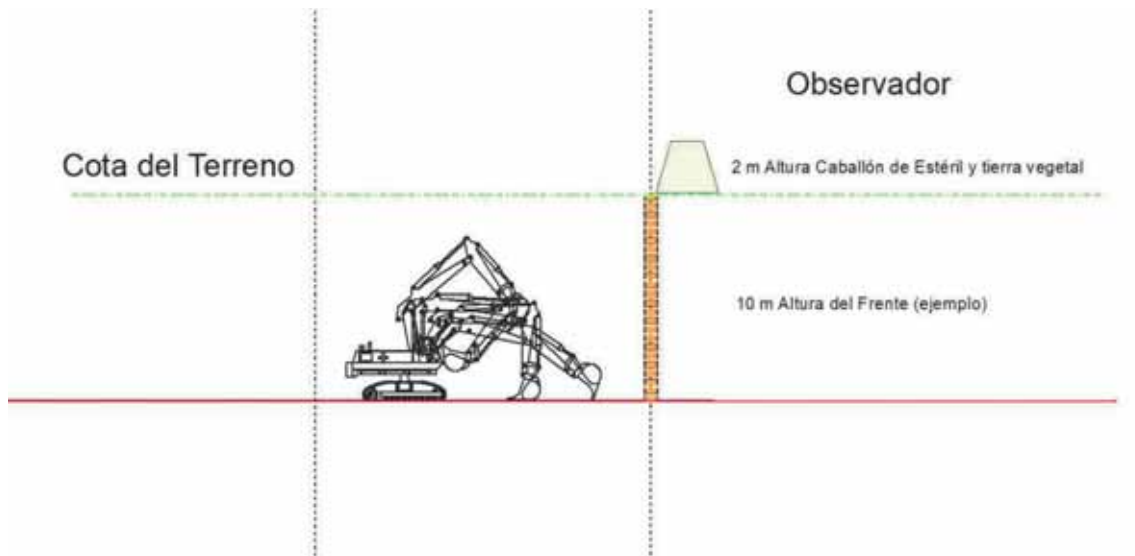 Observador
Cota del Terreno
2 m Altura Caballón de Estéril y tierra vegetal
10 m Altura del Frente (ejemplo)